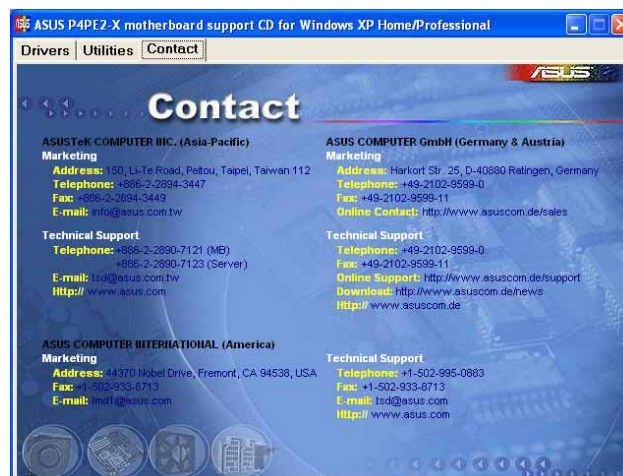 ASUS P4PE2-X motherboard support CD for Windows XP Home/Professional
Drivers Utilities Contact
ASUS
Contact
ASUSTeK COMPUTER INC. (Asia-Pacific)
Marketing
Address: 150, Li-Te Road, Peitou, Taipei, Taiwan 112
Telephone: +886-2-2894-3447
Fax: +886-2-2894-3449
E-mail: info@asus.com.tw
Technical Support
Telephone: +886-2-2890-7121 (MB)
+886-2-2890-7123 (Server)
E-mail: tsd@asus.com.tw
Http:// www.asus.com
ASUS COMPUTER GmbH (Germany & Austria)
Marketing
Address: Harkort Str. 25, D-40880 Ratingen, Germany
Telephone: +49-2102-9599-0
Fax: +49-2102-9599-11
Online Contact: http://www.asuscom.de/sales
Technical Support
Telephone: +49-2102-9599-0
Fax: +49-2102-9599-11
Online Support: http://www.asuscom.de/support
Download: http://www.asuscom.de/news
Http:// www.asuscom.de
ASUS COMPUTER INTERNATIONAL (America)
Marketing
Address: 44370 Nobel Drive, Fremont, CA 94538, USA
Fax: +1-502-933-8713
E-mail: tmd1@asus.com
Technical Support
Telephone: +1-502-995-0883
Fax: +1-502-933-8713
E-mail: tsd@asus.com
Http:// www.asus.com